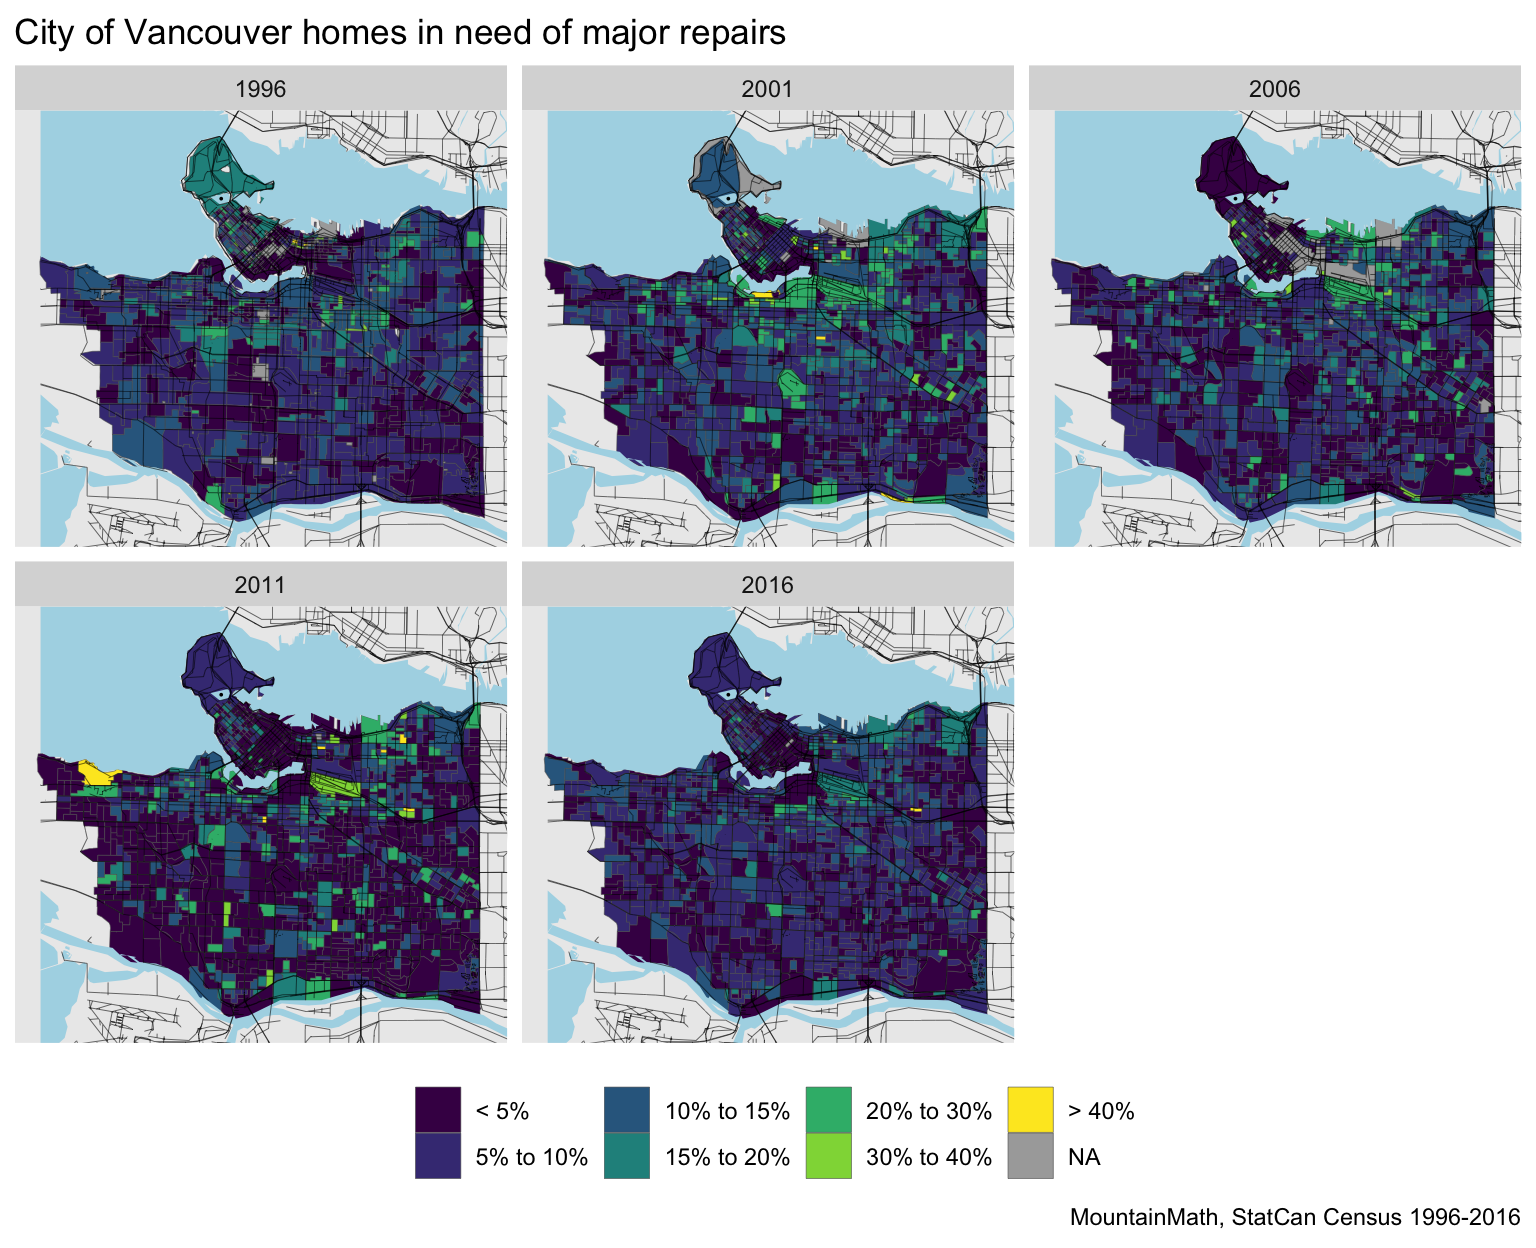 City of Vancouver homes in need of major repairs
1996
2001
2006
2011
2016
< 5%
10% to 15%
20% to 30%
> 40%
5% to 10%
15% to 20%
30% to 40%
NA
MountainMath, StatCan Census 1996-2016